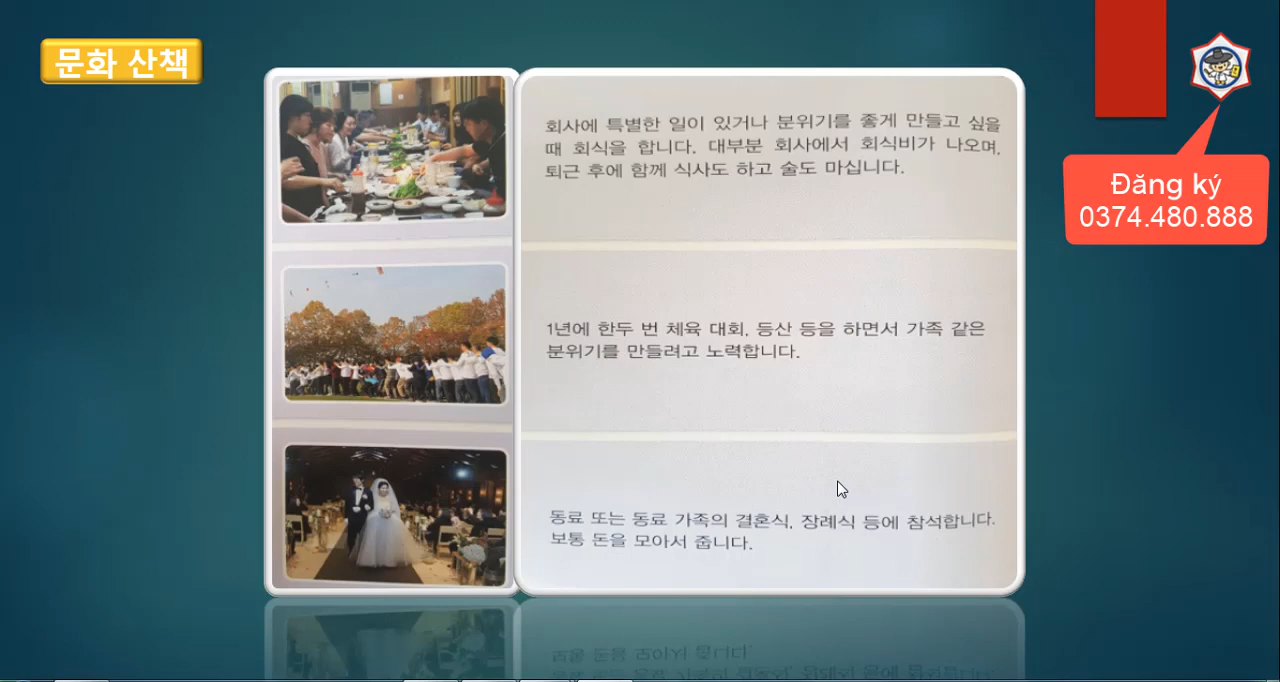 문화 산책
회사에 특별한 일이 있거나 분위기를 좋게 만들고 싶을
때 회식을 합니다. 대부분 회사에서 회식비가 나오며,
퇴근 후에 함께 식사도 하고 술도 마십니다.
1년에 한두 번 체육 대회, 등산 등을 하면서 가족 같은
분위기를 만들려고 노력합니다.
동료 또는 동료 가족의 결혼식, 장례식 등에 참석합니다.
보통 돈을 모아서 줍니다.
Đăng ký
0374.480.888